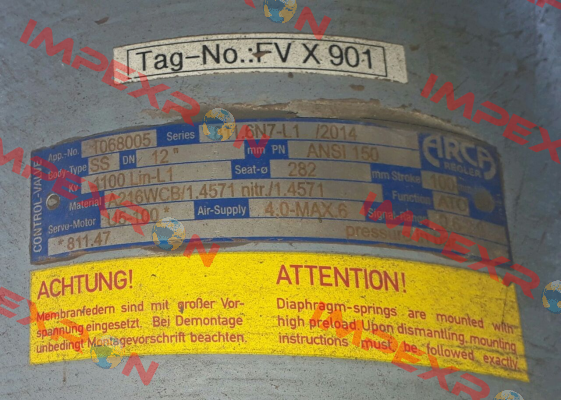 Tag-No.:FV X 901
CONTROL-VALVE
App.-No. 1068005 Series 6N7-L1 /2014
Body-Type SS DN 12" mm PN ANSI 150
Kv 1100 Lin-L1 Seat-ø 282 mm Stroke 100
Material A216WCB/1.4571 nitr./1.4571 Function ATO
Servo-Motor Air-Supply 4.0-MAX.6
*811.47
ARCA
REGLER
ACHTUNG!
Membranfedern sind mit großer Vor-
spannung eingesetzt. Bei Demontage
unbedingt Montagevorschrift beachten.
ATTENTION!
Diaphragm-springs are mounted with
high preload. Upon dismantling, mounting
instructions must be followed exactly.
IMPEXRON